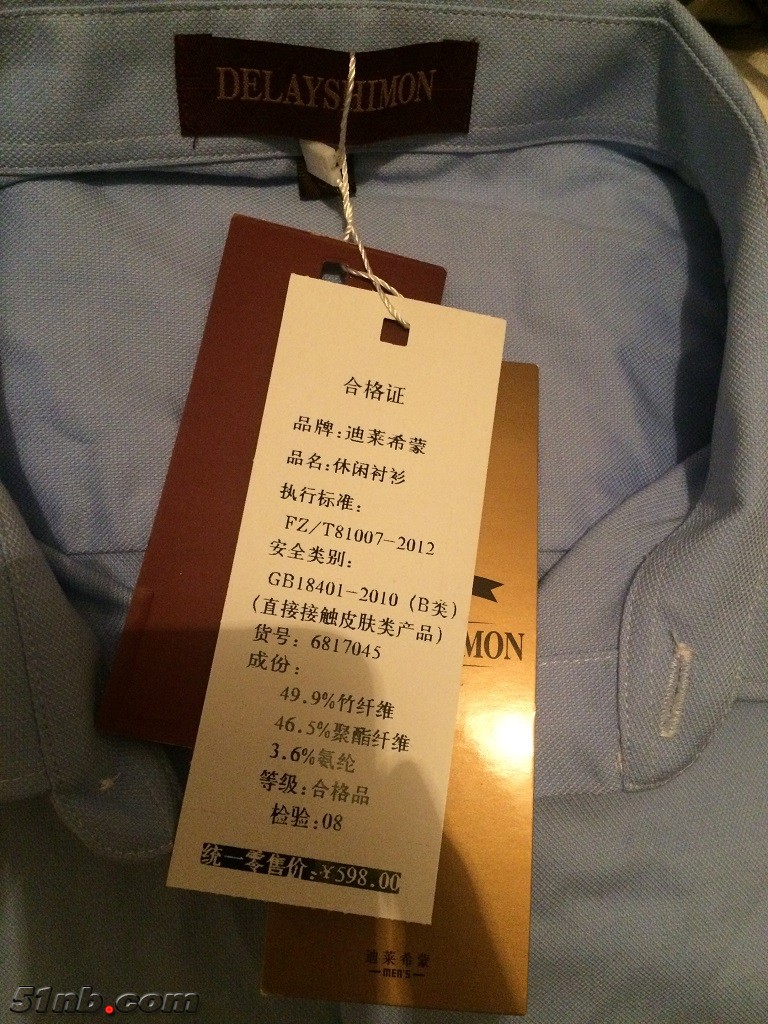 DELAYSHIMON
合格证
品牌:迪莱希蒙
品名:休闲衬衫
执行标准:
FZ/T81007-2012
安全类别:
GB18401-2010 (B类)
(直接接触皮肤类产品)
货号: 6817045
成份:
49.9%竹纤维
46.5%聚酯纤维
3.6%氨纶
等级:合格品
检验:08
统一零售价:¥598.00
MON
迪莱希蒙
MEN'S
51nb.com